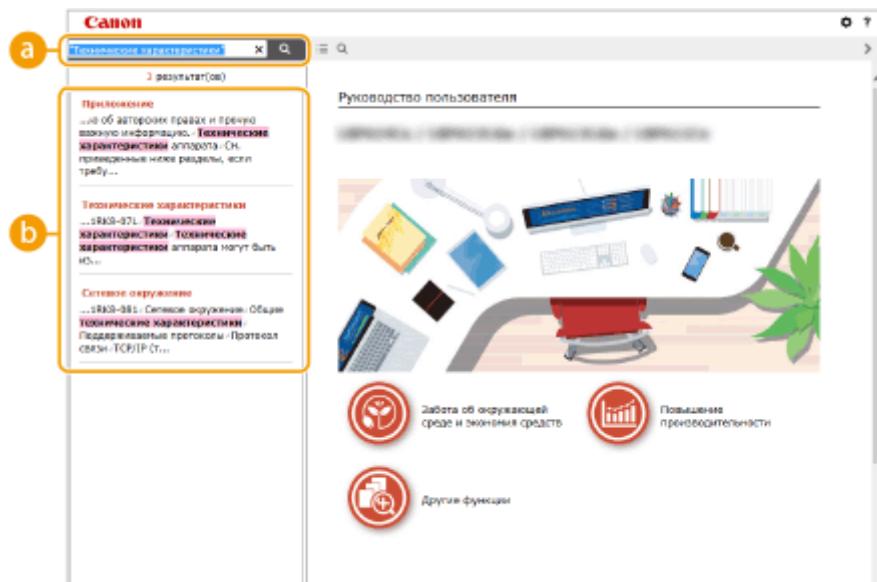 Canon
?
a
"Технические характеристики"
3 результат(ов)
b
Приложение
...ю об авторских правах и прочую
важную информацию. Технические
характеристики аппарата См.
приведенные ниже разделы, если
требу...
Технические характеристики
...1RK8-07L Технические
характеристики Технические
характеристики аппарата могут быть
из...
Сетевое окружение
...1RK8-081 Сетевое окружение Общие
технические характеристики
Поддерживаемые протоколы Протокол
связи TCP/IP (т...
Руководство пользователя
Забота об окружающей
среде и экономия средств
Повышение
производительности
Другие функции